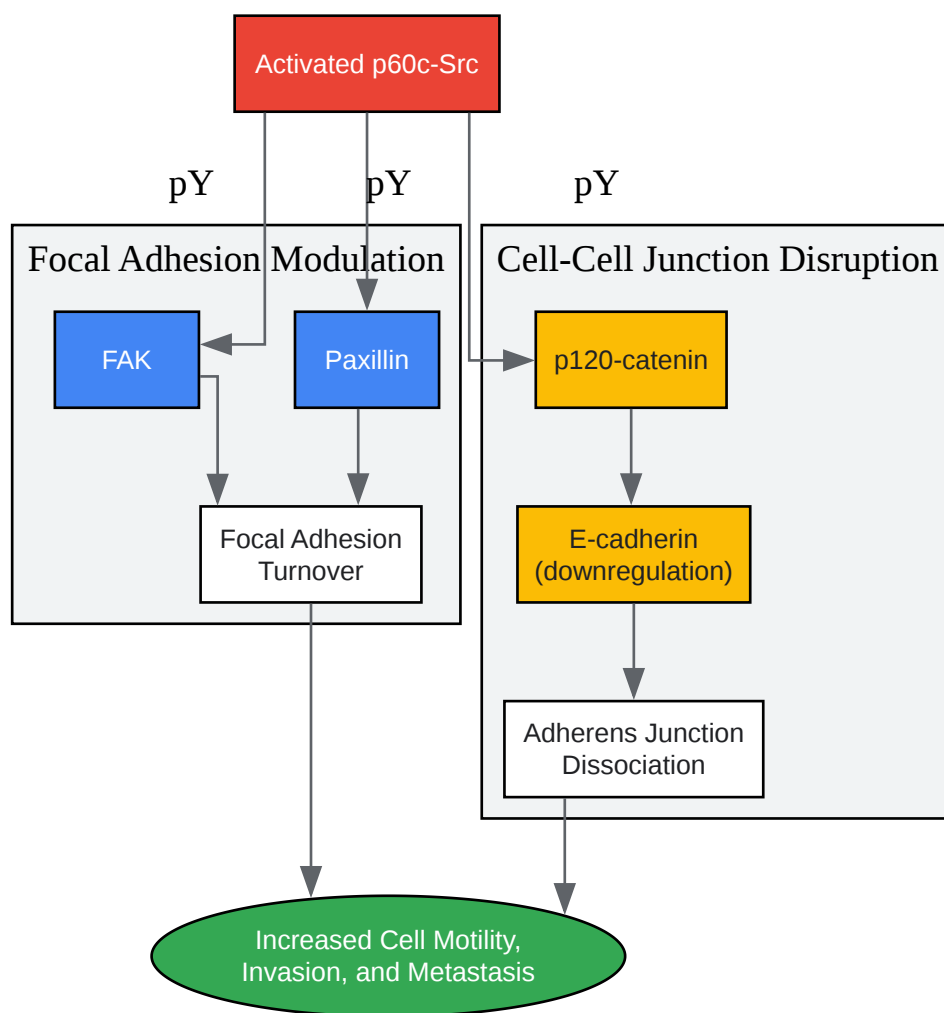 Activated p60c-Src
pY
pY
pY
Focal Adhesion Modulation
Cell-Cell Junction Disruption
FAK
Paxillin
p120-catenin
Focal Adhesion
Turnover
E-cadherin
(downregulation)
Adherens Junction
Dissociation
Increased Cell Motility,
Invasion, and Metastasis